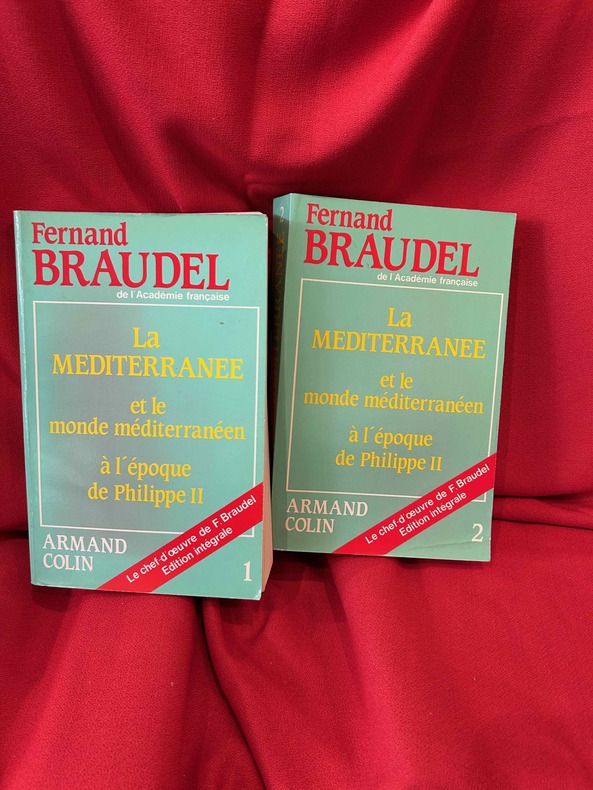 Fernand
BRAUDEL
de l'Académie française
La
MEDITERRANEE
et le
monde méditerranéen
à l'époque
de Philippe II
Le chef d'œuvre de F. Braudel
Edition intégrale
ARMAND
COLIN
1
2
Fernand
BRAUDEL
de l'Académie française
La
MEDITERRANEE
et le
monde méditerranéen
à l'époque
de Philippe II
Le chef d'œuvre de F. Braudel
Edition intégrale
ARMAND
COLIN
2